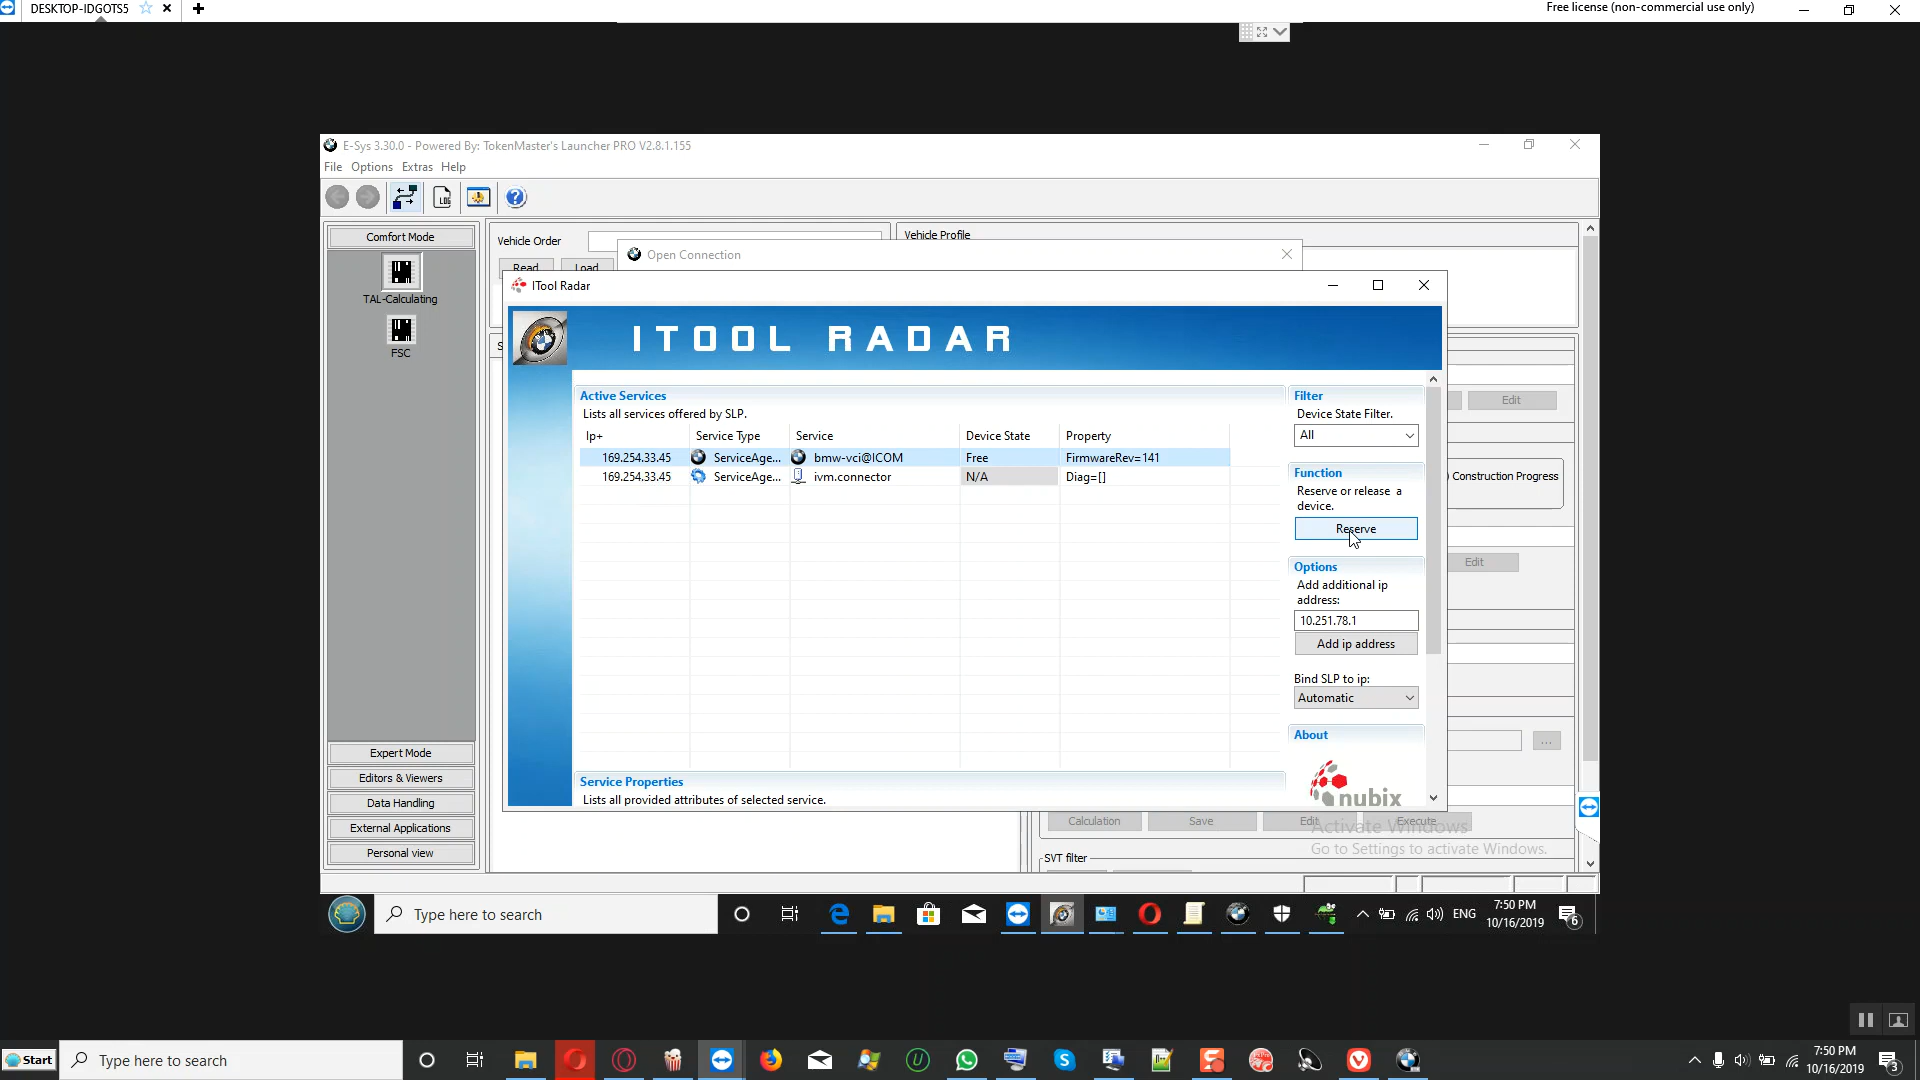 DESKTOP-IDGOTS5
Free license (non-commercial use only)
E-Sys 3.30.0 - Powered By: TokenMaster's Launcher PRO V2.8.1.155
File Options Extras Help
LOG
Comfort Mode
TAL-Calculating
FSC
Expert Mode
Editors & Viewers
Data Handling
External Applications
Personal view
Vehicle Order
Read Load
Vehicle Profile
Open Connection
ITool Radar
ITOOL RADAR
Active Services
Lists all services offered by SLP.
Ip+ Service Type Service Device State Property
169.254.33.45 ServiceAge... bmw-vci@ICOM Free FirmwareRev=141
169.254.33.45 ServiceAge... ivm.connector N/A Diag=[]
Service Properties
Lists all provided attributes of selected service.
Filter
Device State Filter.
All
Function
Reserve or release a
device.
Reserve
Options
Add additional ip
address:
10.251.78.1
Add ip address
Bind SLP to ip:
Automatic
About
nubix
Edit
Construction Progress
Edit
...
Calculation Save Edit Execute
SVT filter
Activate Windows
Go to Settings to activate Windows.
Type here to search
ENG
7:50 PM
10/16/2019
6
Start
Type here to search
7:50 PM
10/16/2019
3